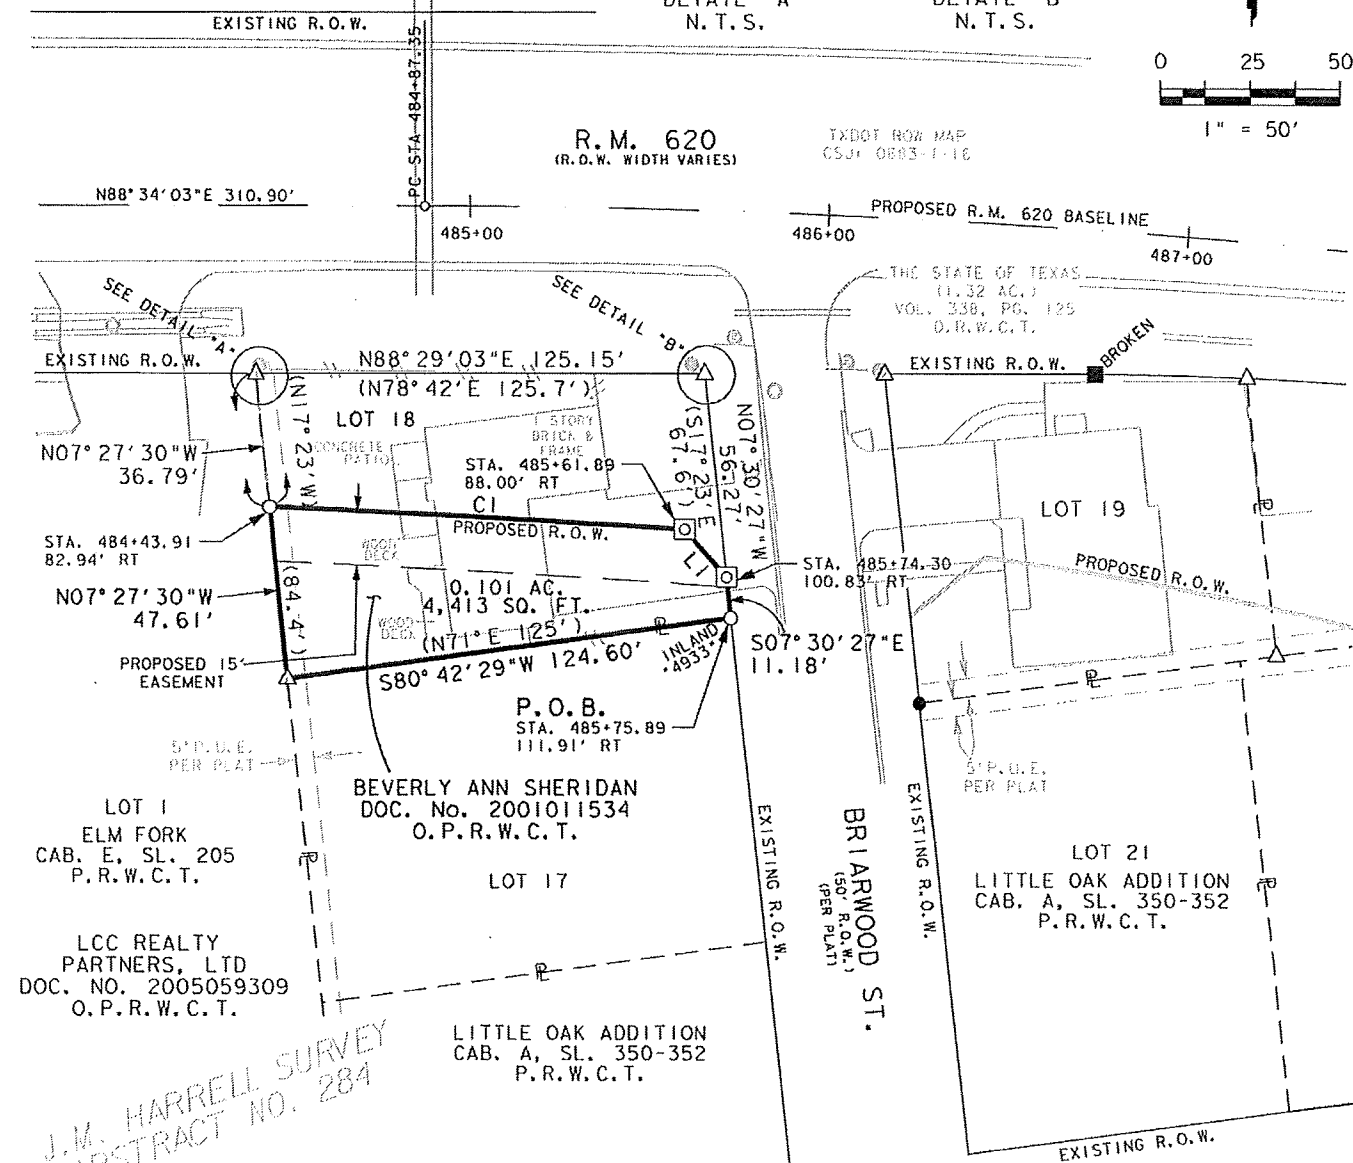 EXISTING R.O.W.
N.T.S.
N.T.S.
0 25 50
1" = 50'
PC STA 484+87.35
R.M. 620
(R.O.W. WIDTH VARIES)
TXDOT ROW MAP
N88°34'03"E 310.90'
485+00
486+00
PROPOSED R.M. 620 BASELINE
487+00
THE STATE OF TEXAS
(1.32 AC.)
VOL. 338, PG. 125
O.R.W.C.T.
SEE DETAIL "A"
SEE DETAIL "B"
EXISTING R.O.W.
N88°29'03"E 125.15'
(N78°42'E 125.7')
EXISTING R.O.W.
BROKEN
LOT 18
(N17°23'W)
CONCRETE
PATIO
1 STORY
BRICK &
FRAME
N07°27'30"W
36.79'
STA. 485+61.89
88.00' RT
(S17°23'E
67.6')
N07°30'27"W
56.27'
LOT 19
C1
PROPOSED R.O.W.
STA. 484+43.91
82.94' RT
WOOD
DECK
L1
STA. 485+74.30
100.83' RT
PROPOSED R.O.W.
N07°27'30"W
47.61'
(84.4')
0.101 AC.
4,413 SQ. FT.
WOOD
DECK
(N71°E 125')
S80°42'29"W 124.60'
INLAND
"4933"
S07°30'27"E
11.18'
PROPOSED 15'
EASEMENT
P.O.B.
STA. 485+75.89
111.91' RT
5' P.U.E.
PER PLAT
5' P.U.E.
PER PLAT
BEVERLY ANN SHERIDAN
DOC. No. 2001011534
O.P.R.W.C.T.
LOT 1
ELM FORK
CAB. E, SL. 205
P.R.W.C.T.
EXISTING R.O.W.
BRIARWOOD ST.
(50' R.O.W.)
(PER PLAT)
EXISTING R.O.W.
LOT 17
LOT 21
LITTLE OAK ADDITION
CAB. A, SL. 350-352
P.R.W.C.T.
LCC REALTY
PARTNERS, LTD
DOC. NO. 2005059309
O.P.R.W.C.T.
LITTLE OAK ADDITION
CAB. A, SL. 350-352
P.R.W.C.T.
J.M. HARRELL SURVEY
ABSTRACT NO. 284
EXISTING R.O.W.